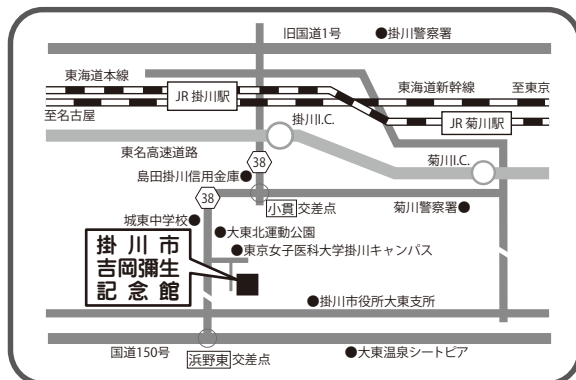 旧国道1号
●掛川警察署
東海道本線
JR 掛川駅
東海道新幹線
至東京
至名古屋
掛川I.C.
JR 菊川駅
東名高速道路
38
菊川I.C.
島田掛川信用金庫●
38
小貫交差点
菊川警察署●
城東中学校●
●大東北運動公園
●東京女子医科大学掛川キャンパス
掛川市
吉岡彌生
記念館
●掛川市役所大東支所
国道150号
浜野東交差点
●大東温泉シートピア